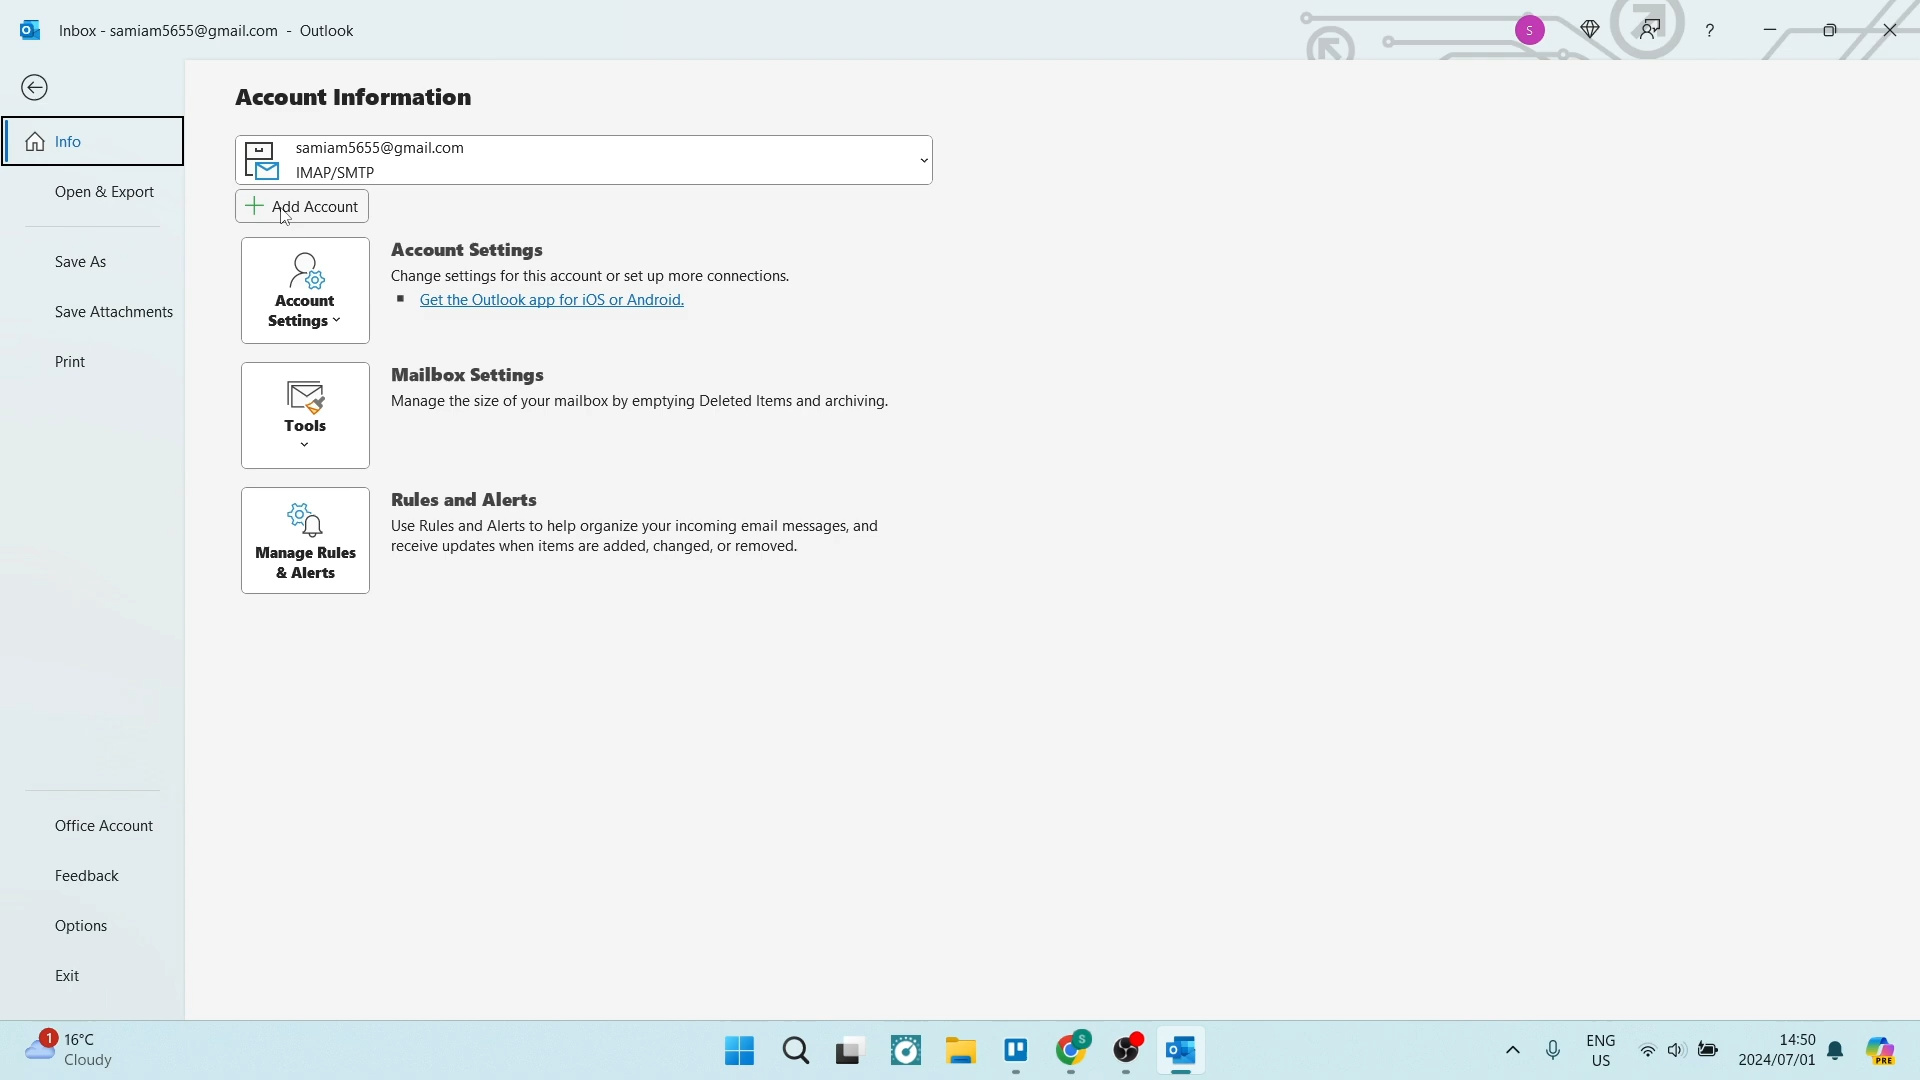 Inbox - samiam5655@gmail.com - Outlook
S
?
Info
Open & Export
Save As
Save Attachments
Print
Office Account
Feedback
Options
Exit
Account Information
samiam5655@gmail.com
IMAP/SMTP
Add Account
Account
Settings
Account Settings
Change settings for this account or set up more connections.
Get the Outlook app for iOS or Android.
Tools
Mailbox Settings
Manage the size of your mailbox by emptying Deleted Items and archiving.
Manage Rules
& Alerts
Rules and Alerts
Use Rules and Alerts to help organize your incoming email messages, and
receive updates when items are added, changed, or removed.
1
16°C
Cloudy
S
ENG
US
14:50
2024/07/01
PRE